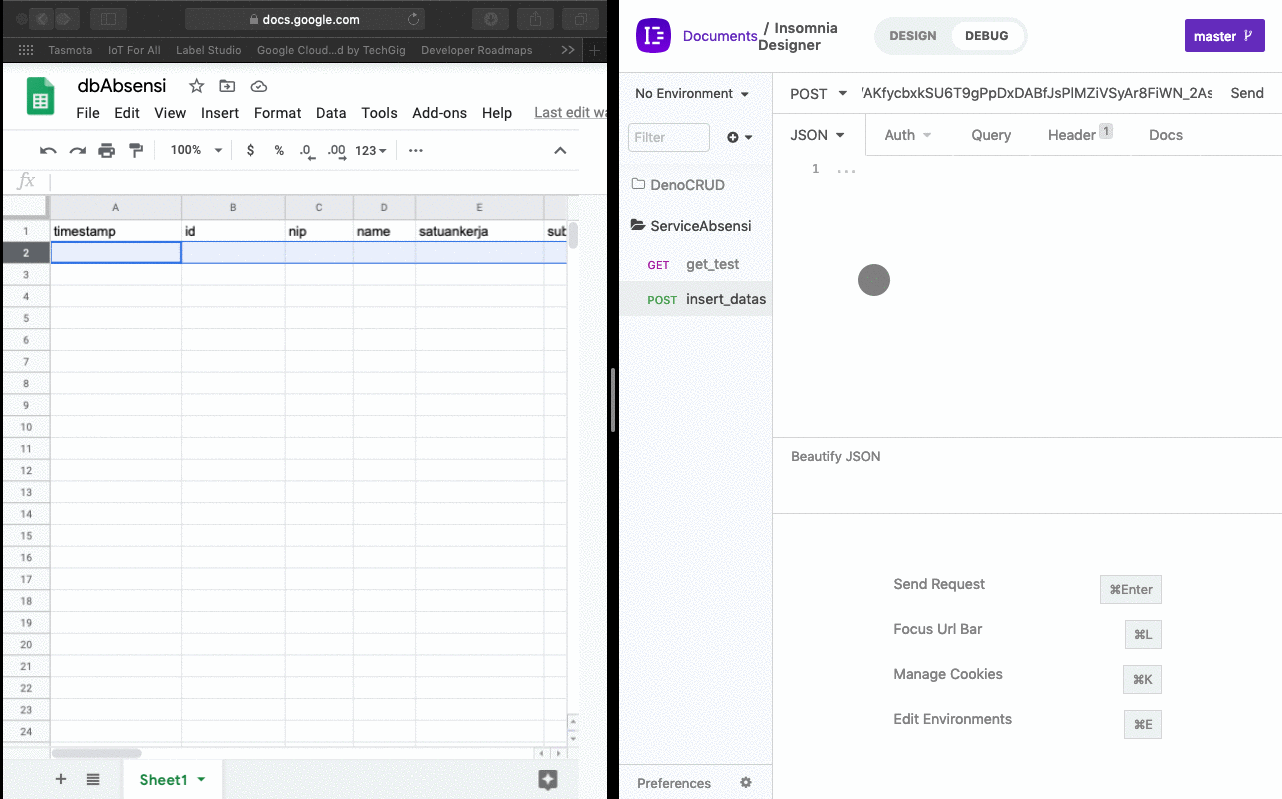 docs.google.com
Tasmota IoT For All Label Studio Google Cloud...d by TechGig Developer Roadmaps >> +
dbAbsensi
File Edit View Insert Format Data Tools Add-ons Help Last edit wa
100% $ % .0 .00 123 ...
fx
A B C D E
1 timestamp id nip name satuankerja sub
2
3
4
5
6
7
8
9
10
11
12
13
14
15
16
17
18
19
20
21
22
23
24
+ Sheet1
Documents / Insomnia Designer
DESIGN DEBUG
master
No Environment
POST /AKfycbxkSU6T9gPpDxDABfJsPIMZiVSyAr8FiWN_2As Send
Filter
JSON Auth Query Header 1 Docs
1 ...
DenoCRUD
ServiceAbsensi
GET get_test
POST insert_datas
Beautify JSON
Send Request ⌘Enter
Focus Url Bar ⌘L
Manage Cookies ⌘K
Edit Environments ⌘E
Preferences